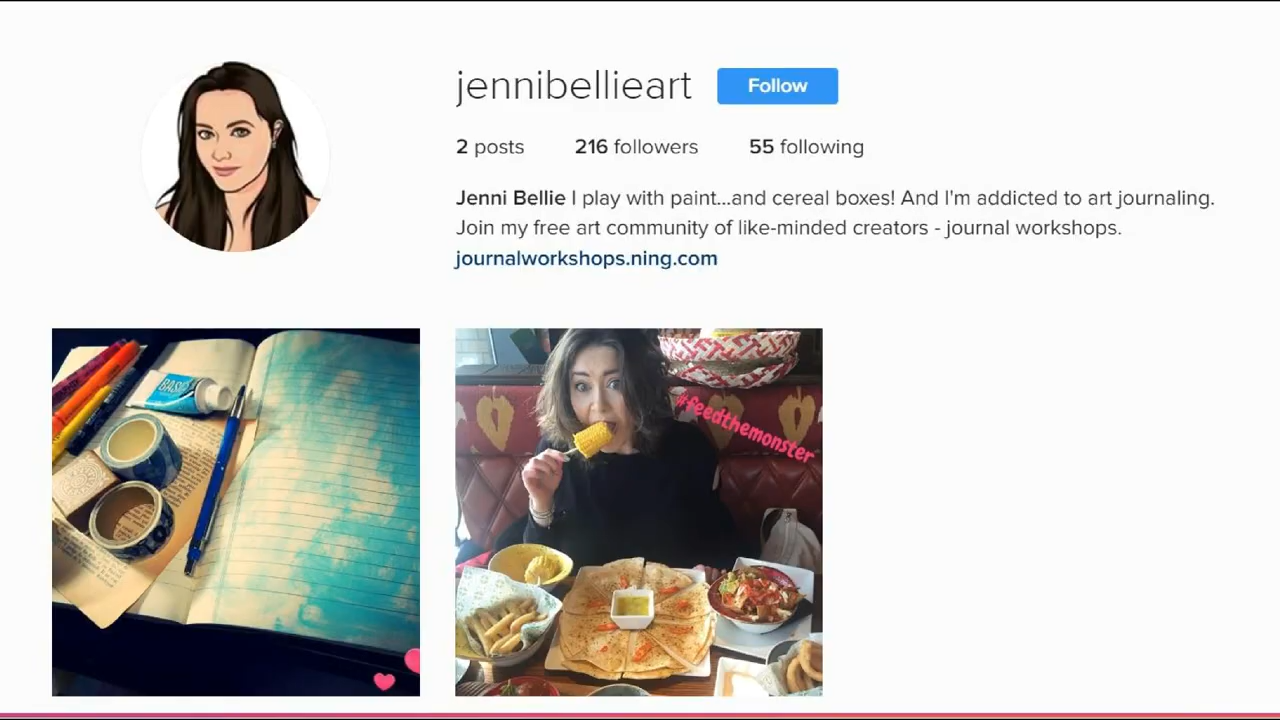 jennibellieart Follow
2 posts 216 followers 55 following
Jenni Bellie I play with paint...and cereal boxes! And I'm addicted to art journaling.
Join my free art community of like-minded creators - journal workshops.
journalworkshops.ning.com
BASICS
#feedthemonster